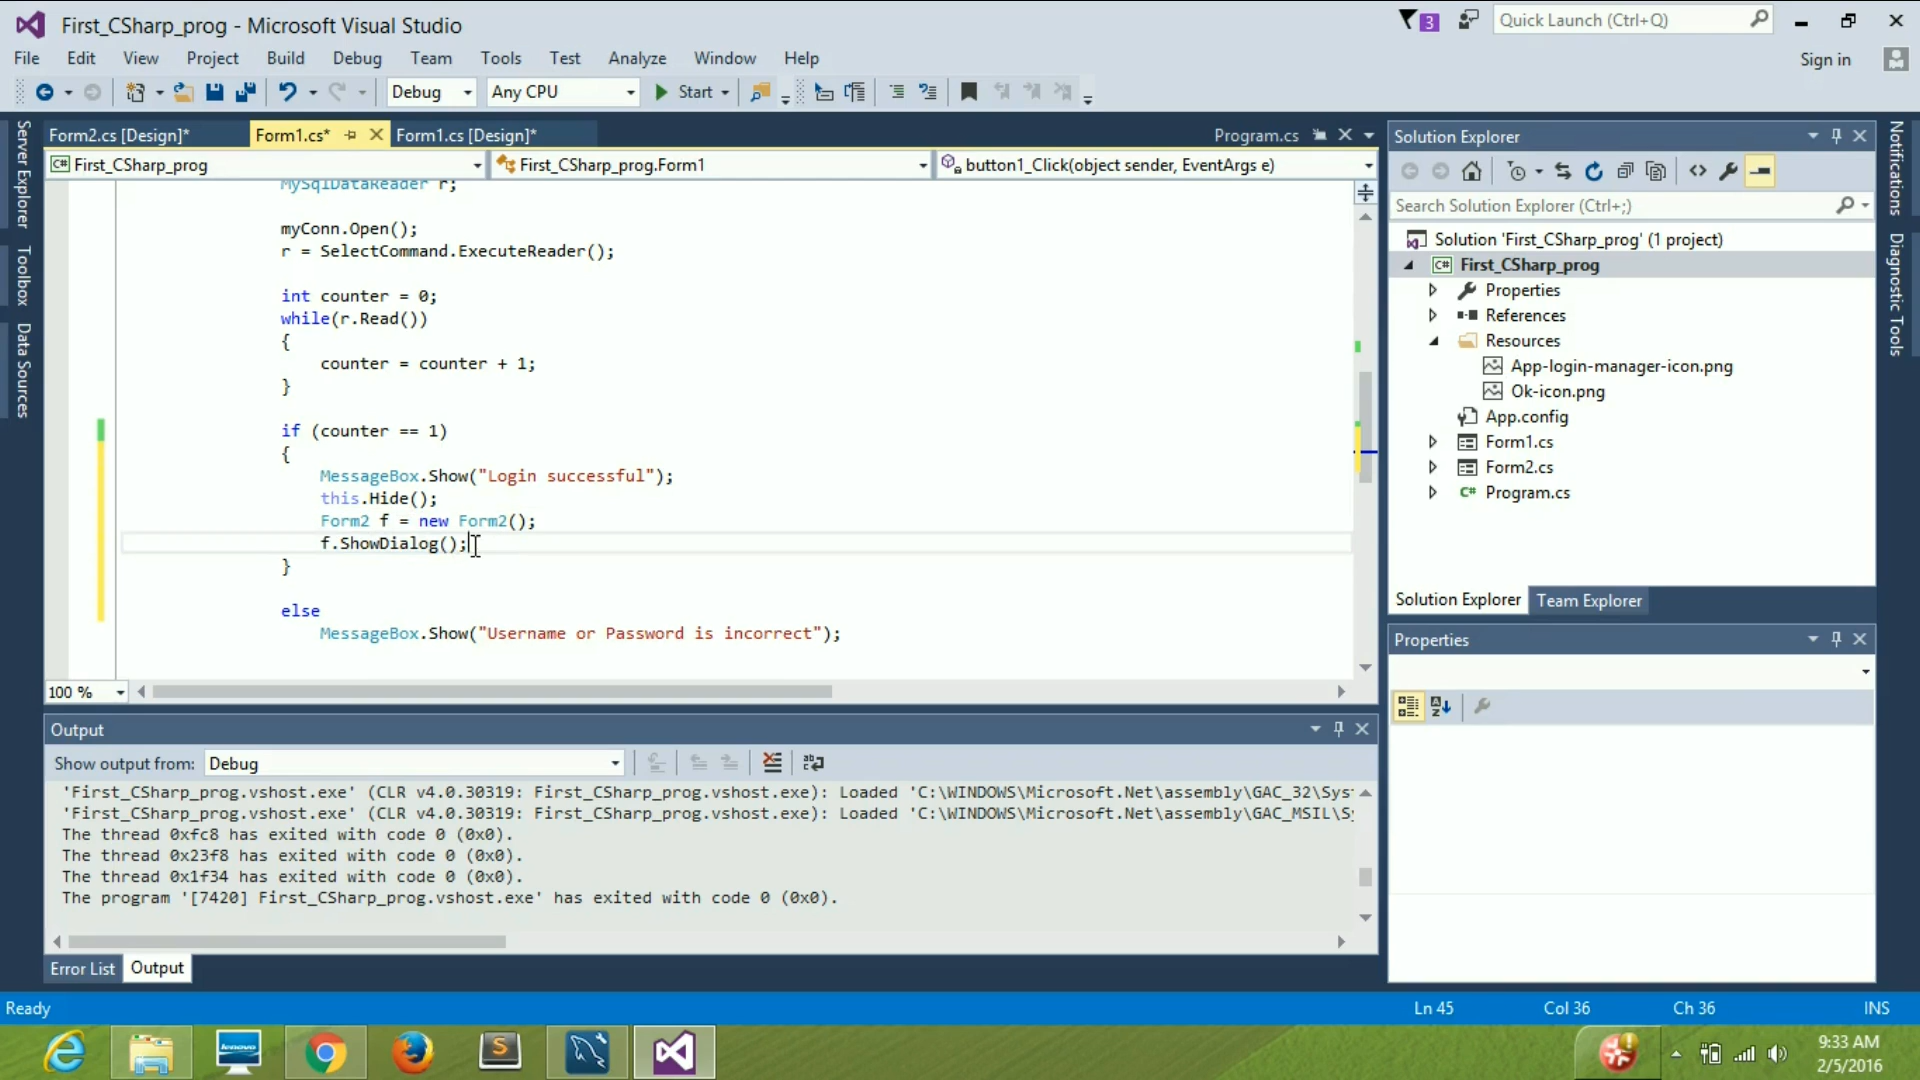 First_CSharp_prog - Microsoft Visual Studio
3
Quick Launch (Ctrl+Q)
File Edit View Project Build Debug Team Tools Test Analyze Window Help
Sign in
Debug
Any CPU
Start
Server Explorer
Toolbox
Data Sources
Form2.cs [Design]*
Form1.cs*
Form1.cs [Design]*
Program.cs
C# First_CSharp_prog
First_CSharp_prog.Form1
button1_Click(object sender, EventArgs e)
MySqlDataReader r;
myConn.Open();
r = SelectCommand.ExecuteReader();
int counter = 0;
while(r.Read())
{
counter = counter + 1;
}
if (counter == 1)
{
MessageBox.Show("Login successful");
this.Hide();
Form2 f = new Form2();
f.ShowDialog();
}
else
MessageBox.Show("Username or Password is incorrect");
100 %
Output
Show output from:
Debug
'First_CSharp_prog.vshost.exe' (CLR v4.0.30319: First_CSharp_prog.vshost.exe): Loaded 'C:\WINDOWS\Microsoft.Net\assembly\GAC_32\Syst
'First_CSharp_prog.vshost.exe' (CLR v4.0.30319: First_CSharp_prog.vshost.exe): Loaded 'C:\WINDOWS\Microsoft.Net\assembly\GAC_MSIL\Sy
The thread 0xfc8 has exited with code 0 (0x0).
The thread 0x23f8 has exited with code 0 (0x0).
The thread 0x1f34 has exited with code 0 (0x0).
The program '[7420] First_CSharp_prog.vshost.exe' has exited with code 0 (0x0).
Error List
Output
Solution Explorer
Search Solution Explorer (Ctrl+;)
Solution 'First_CSharp_prog' (1 project)
C# First_CSharp_prog
Properties
References
Resources
App-login-manager-icon.png
Ok-icon.png
App.config
Form1.cs
Form2.cs
C# Program.cs
Solution Explorer
Team Explorer
Properties
Notifications
Diagnostic Tools
Ready
Ln 45
Col 36
Ch 36
INS
lenovo
S
9:33 AM
2/5/2016